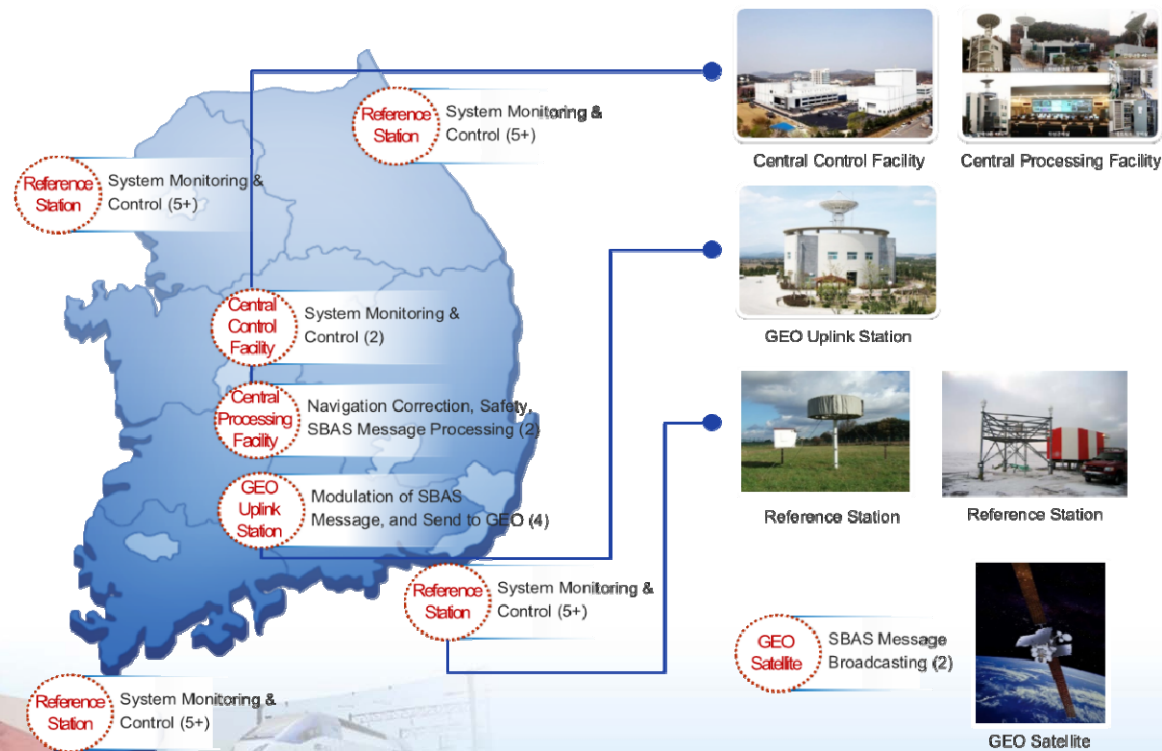 Reference
Station
System Monitoring &
Control (5+)
Central Control Facility
Central Processing Facility
Reference
Station
System Monitoring &
Control (5+)
GEO Uplink Station
Central
Control
Facility
System Monitoring &
Control (2)
Central
Processing
Facility
Navigation Correction, Safety,
SBAS Message Processing (2)
GEO
Uplink
Station
Modulation of SBAS
Message, and Send to GEO (4)
Reference Station
Reference Station
Reference
Station
System Monitoring &
Control (5+)
GEO
Satellite
SBAS Message
Broadcasting (2)
Reference
Station
System Monitoring &
Control (5+)
GEO Satellite